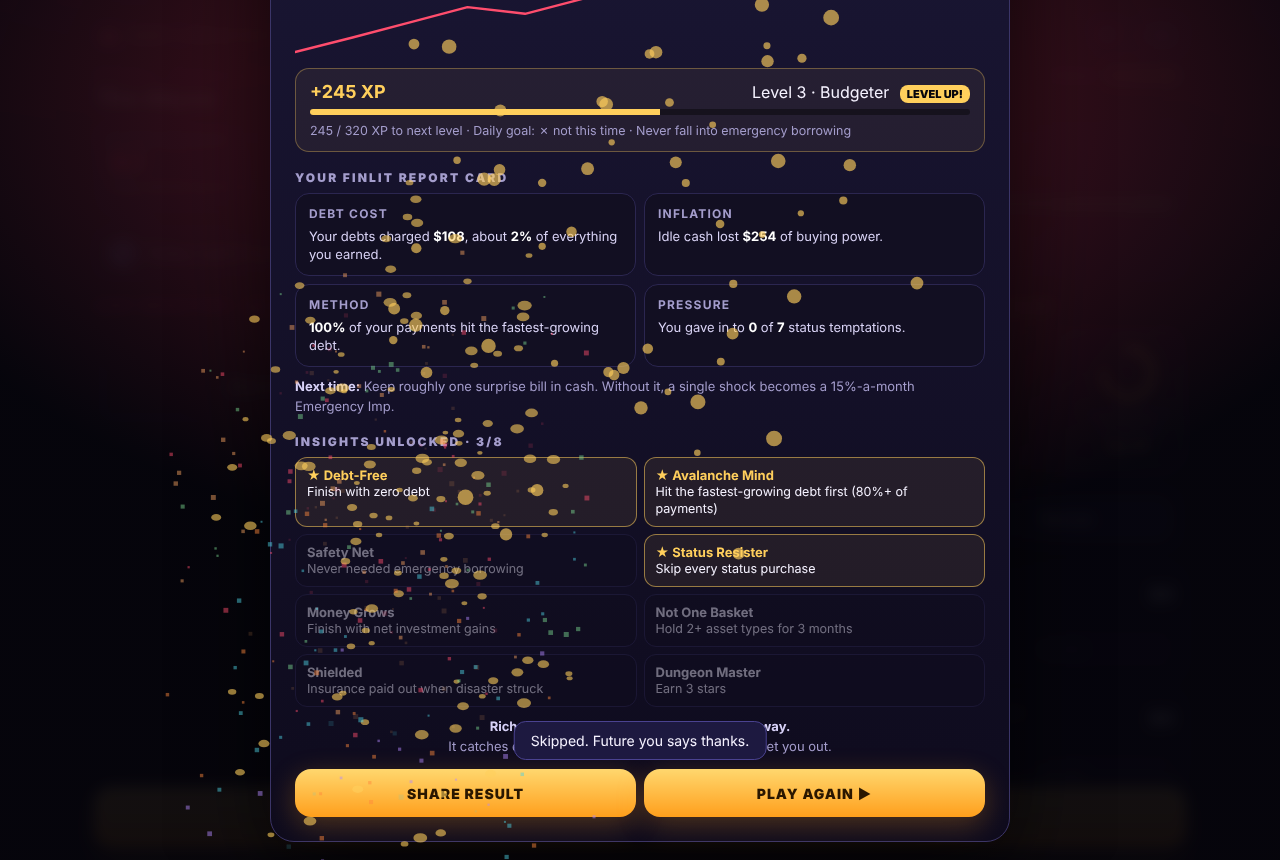 +245 XP
Level 3 · Budgeter LEVEL UP!
245 / 320 XP to next level · Daily goal: × not this time · Never fall into emergency borrowing
YOUR FINLIT REPORT CARD
DEBT COST
Your debts charged $108, about 2% of everything
you earned.
INFLATION
Idle cash lost $254 of buying power.
METHOD
100% of your payments hit the fastest-growing
debt.
PRESSURE
You gave in to 0 of 7 status temptations.
Next time: Keep roughly one surprise bill in cash. Without it, a single shock becomes a 15%-a-month
Emergency Imp.
INSIGHTS UNLOCKED · 3/8
★ Debt-Free
Finish with zero debt
★ Avalanche Mind
Hit the fastest-growing debt first (80%+ of
payments)
Safety Net
Never needed emergency borrowing
★ Status Resister
Skip every status purchase
Money Grows
Finish with net investment gains
Not One Basket
Hold 2+ asset types for 3 months
Shielded
Insurance paid out when disaster struck
Dungeon Master
Earn 3 stars
Rich way.
It catches et you out.
Skipped. Future you says thanks.
SHARE RESULT
PLAY AGAIN ▶